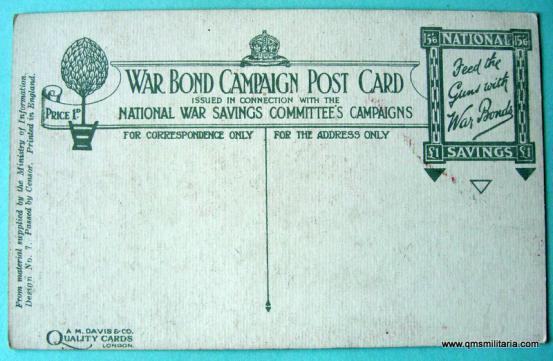 WAR BOND CAMPAIGN POST CARD
ISSUED IN CONNECTION WITH THE
NATIONAL WAR SAVINGS COMMITTEE'S CAMPAIGNS
PRICE 1D
FOR CORRESPONDENCE ONLY
FOR THE ADDRESS ONLY
15/6 NATIONAL 15/6
Feed the
Guns with
War Bonds
£1 SAVINGS £1
From material supplied by the Ministry of Information.
Design No. 7. Passed by Censor. Printed in England.
A.M. DAVIS & CO.
QUALITY CARDS
LONDON.
www.qmsmilitaria.com